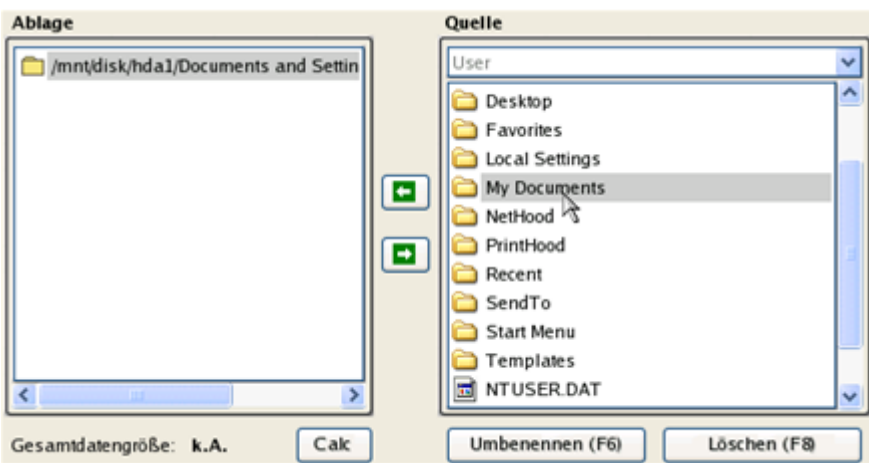 Ablage
/mnt/disk/hda1/Documents and Settin
Gesamtdatengröße: k.A.
Calc
Quelle
User
Desktop
Favorites
Local Settings
My Documents
NetHood
PrintHood
Recent
SendTo
Start Menu
Templates
NTUSER.DAT
Umbenennen (F6)
Löschen (F8)